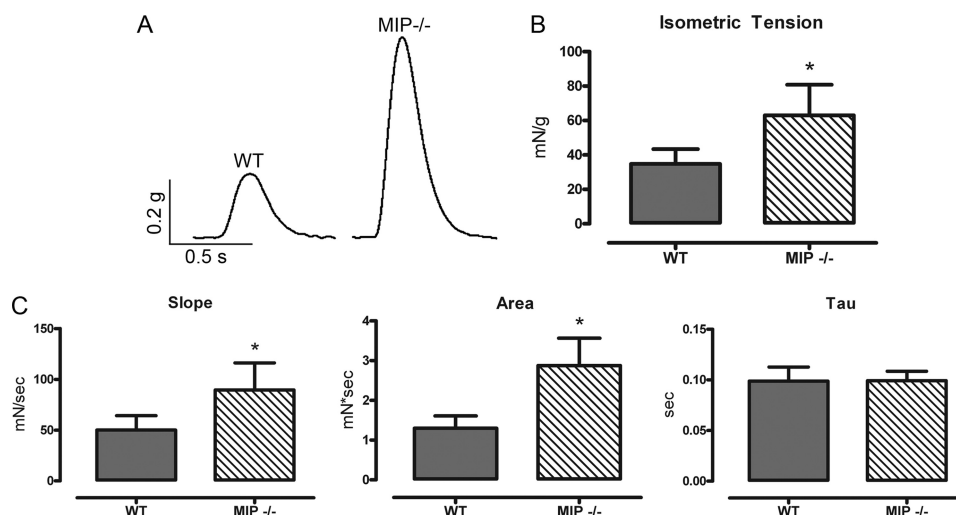 A
WT
MIP-/-
0.2 g
0.5 s
B
Isometric Tension
mN/g
100
80
60
40
20
0
*
WT
MIP -/-
C
Slope
mN/sec
150
100
50
0
*
WT
MIP -/-
Area
mN*sec
4
3
2
1
0
*
WT
MIP -/-
Tau
sec
0.15
0.10
0.05
0.00
WT
MIP -/-